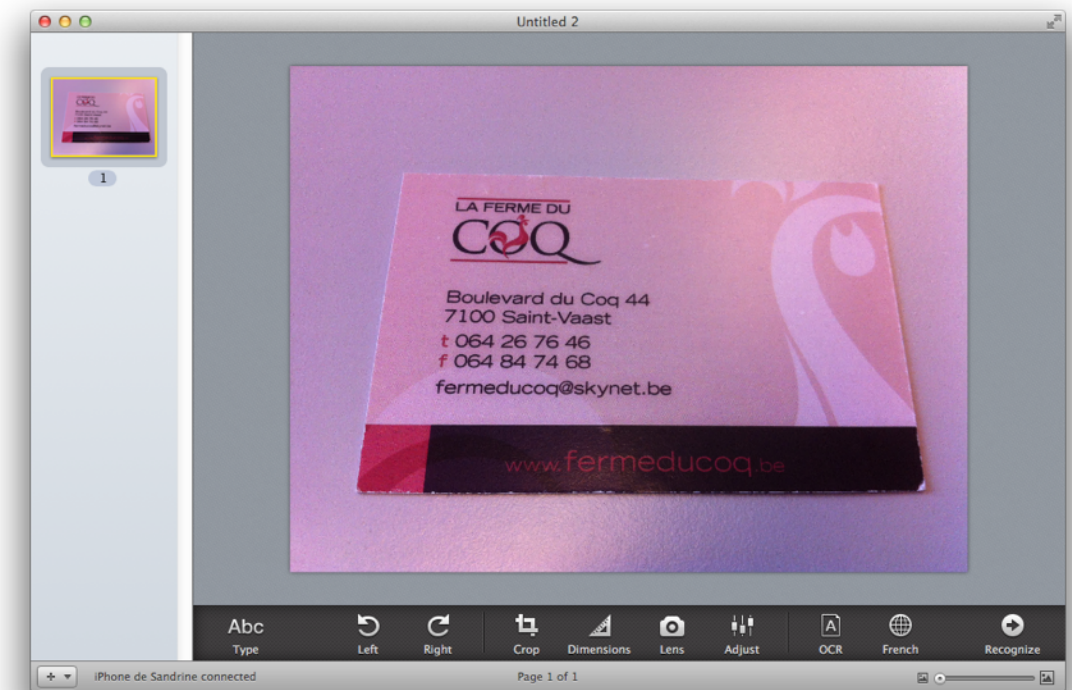 Untitled 2
1
LA FERME DU
COQ
Boulevard du Coq 44
7100 Saint-Vaast
t 064 26 76 46
f 064 84 74 68
fermeducoq@skynet.be
www.fermeducoq.be
Abc
Type
Left
Right
Crop
Dimensions
Lens
Adjust
A
OCR
French
Recognize
iPhone de Sandrine connected
Page 1 of 1